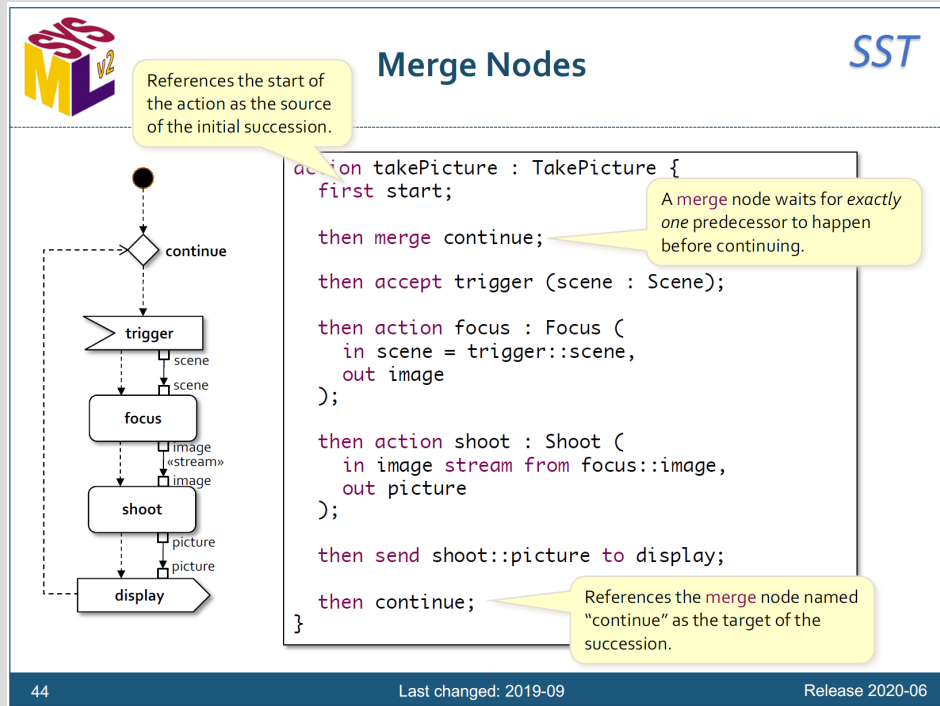 SYS
ML v2
Merge Nodes
SST
References the start of
the action as the source
of the initial succession.
continue
trigger
scene
scene
focus
image
«stream»
image
shoot
picture
picture
display
action takePicture : TakePicture {
first start;
then merge continue;
then accept trigger (scene : Scene);
then action focus : Focus (
in scene = trigger::scene,
out image
);
then action shoot : Shoot (
in image stream from focus::image,
out picture
);
then send shoot::picture to display;
then continue;
}
A merge node waits for exactly
one predecessor to happen
before continuing.
References the merge node named
“continue” as the target of the
succession.
44
Last changed: 2019-09
Release 2020-06